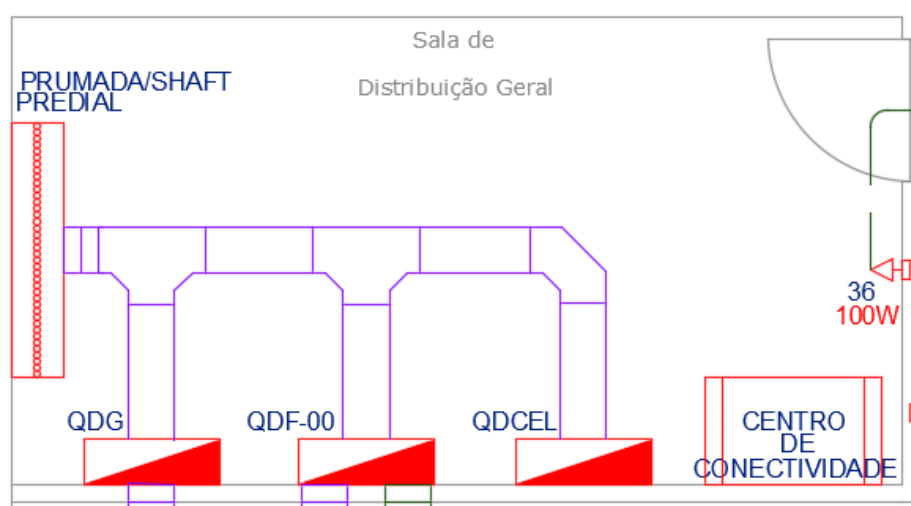 Sala de
Distribuição Geral
PRUMADA/SHAFT
PREDIAL
36
100W
QDG
QDF-00
QDCEL
CENTRO
DE
CONECTIVIDADE